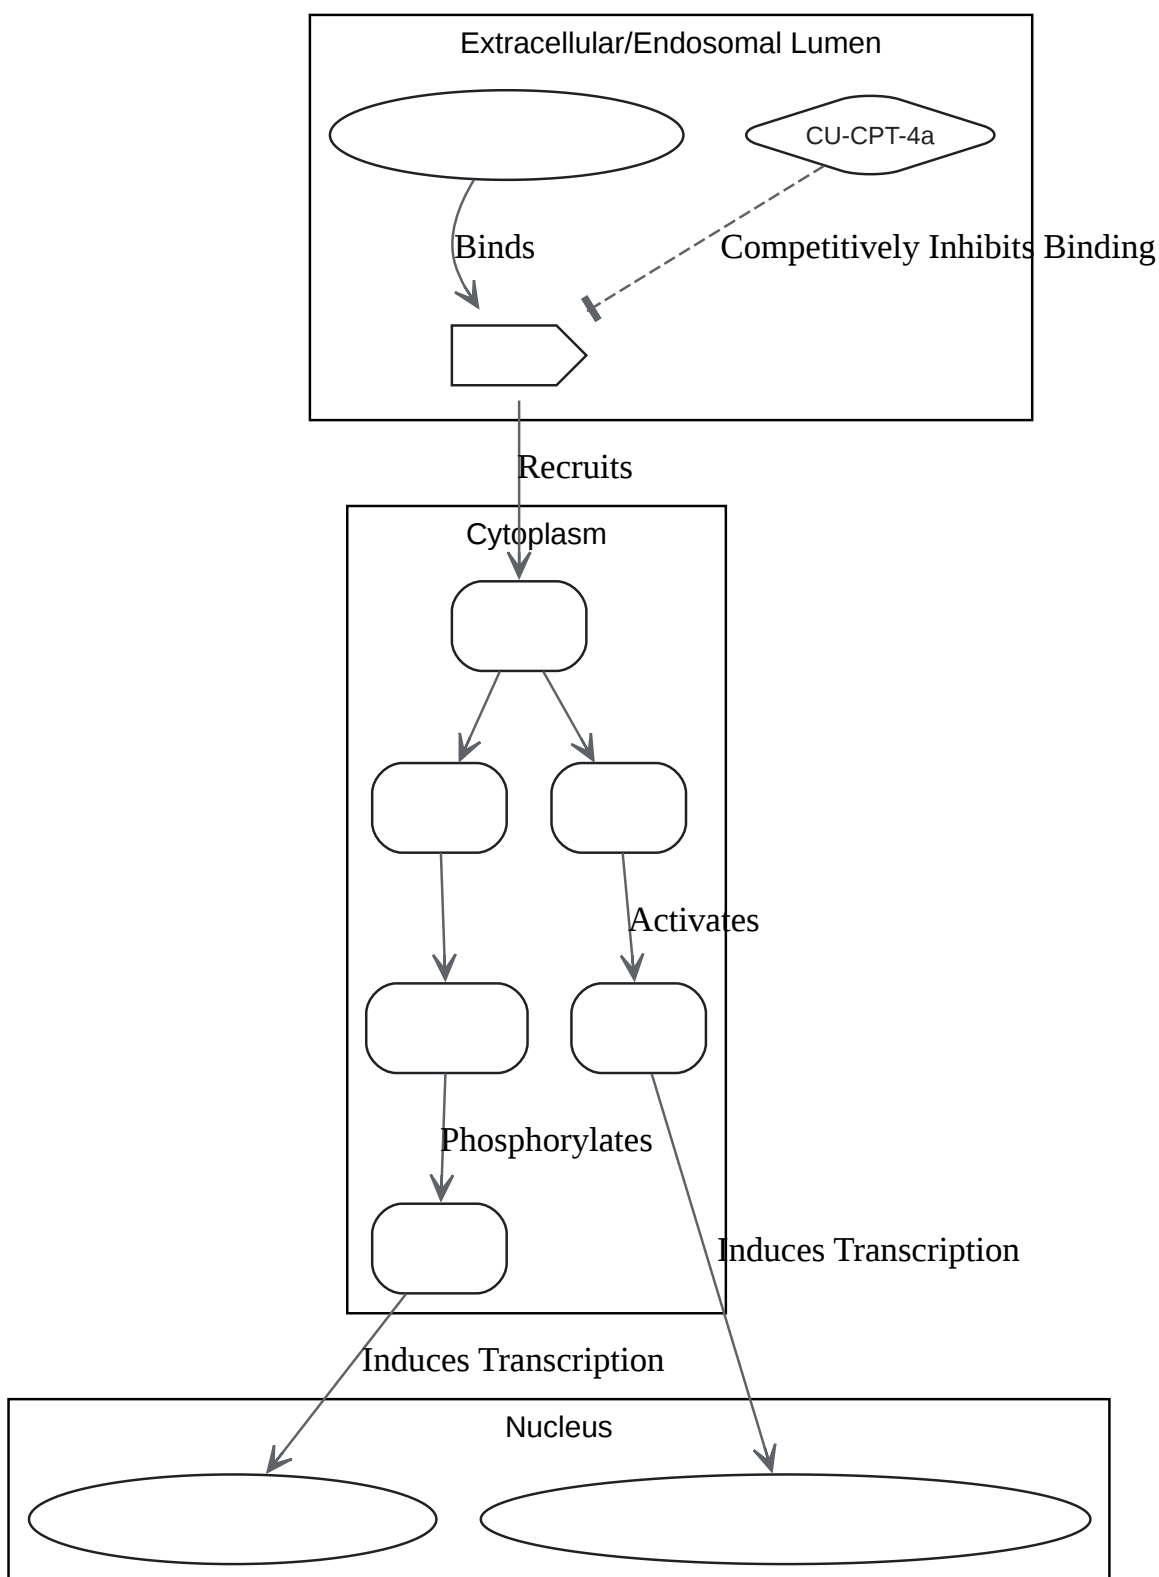 Extracellular/Endosomal Lumen
CU-CPT-4a
Binds
Competitively Inhibits Binding
Recruits
Cytoplasm
Activates
Phosphorylates
Induces Transcription
Induces Transcription
Nucleus